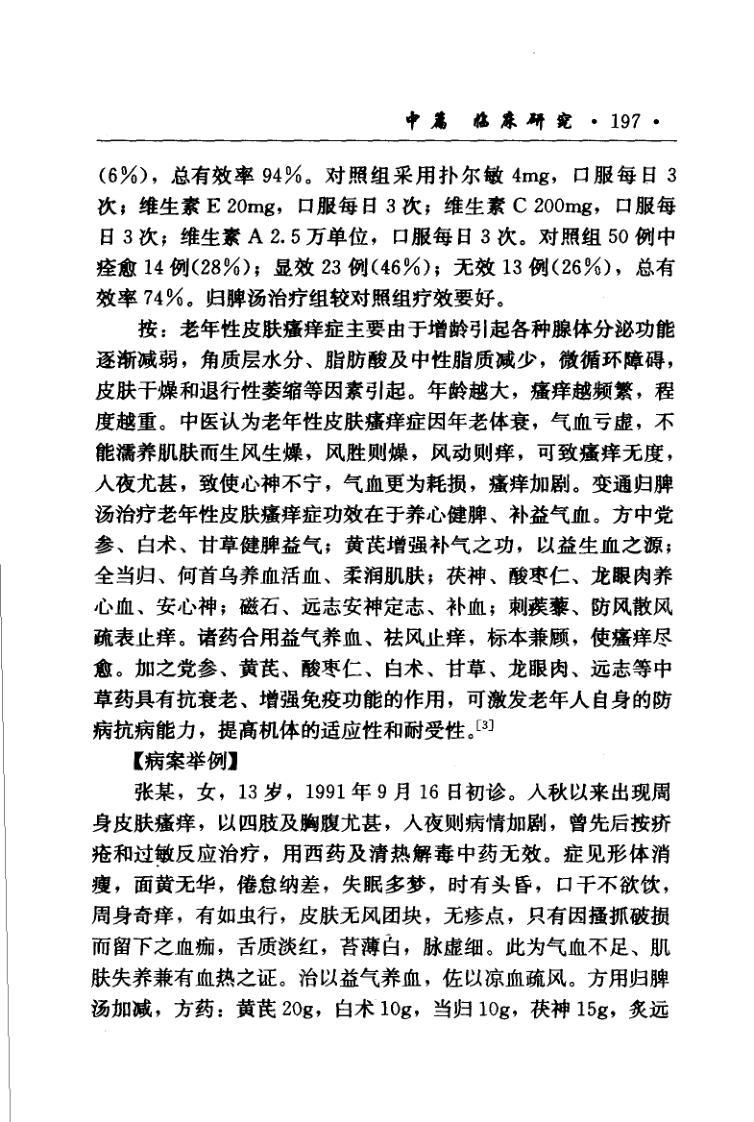 中篇 临床研究 · 197 ·
(6%)，总有效率 94%。对照组采用扑尔敏 4mg，口服每日 3
次；维生素 E 20mg，口服每日 3 次；维生素 C 200mg，口服每
日 3 次；维生素 A 2.5 万单位，口服每日 3 次。对照组 50 例中
痊愈 14 例(28%)；显效 23 例(46%)；无效 13 例(26%)，总有
效率 74%。归脾汤治疗组较对照组疗效要好。
按：老年性皮肤瘙痒症主要由于增龄引起各种腺体分泌功能
逐渐减弱，角质层水分、脂肪酸及中性脂质减少，微循环障碍，
皮肤干燥和退行性萎缩等因素引起。年龄越大，瘙痒越频繁，程
度越重。中医认为老年性皮肤瘙痒症因年老体衰，气血亏虚，不
能濡养肌肤而生风生燥，风胜则燥，风动则痒，可致瘙痒无度，
入夜尤甚，致使心神不宁，气血更为耗损，瘙痒加剧。变通归脾
汤治疗老年性皮肤瘙痒症功效在于养心健脾、补益气血。方中党
参、白术、甘草健脾益气；黄芪增强补气之功，以益生血之源；
全当归、何首乌养血活血、柔润肌肤；茯神、酸枣仁、龙眼肉养
心血、安心神；磁石、远志安神定志、补血；刺蒺藜、防风散风
疏表止痒。诸药合用益气养血、祛风止痒，标本兼顾，使瘙痒尽
愈。加之党参、黄芪、酸枣仁、白术、甘草、龙眼肉、远志等中
草药具有抗衰老、增强免疫功能的作用，可激发老年人自身的防
病抗病能力，提高机体的适应性和耐受性。[3]
【病案举例】
张某，女，13 岁，1991 年 9 月 16 日初诊。入秋以来出现周
身皮肤瘙痒，以四肢及胸腹尤甚，入夜则病情加剧，曾先后按疥
疮和过敏反应治疗，用西药及清热解毒中药无效。症见形体消
瘦，面黄无华，倦怠纳差，失眠多梦，时有头昏，口干不欲饮，
周身奇痒，有如虫行，皮肤无风团块，无疹点，只有因搔抓破损
而留下之血痂，舌质淡红，苔薄白，脉虚细。此为气血不足、肌
肤失养兼有血热之证。治以益气养血，佐以凉血疏风。方用归脾
汤加减，方药：黄芪 20g，白术 10g，当归 10g，茯神 15g，炙远